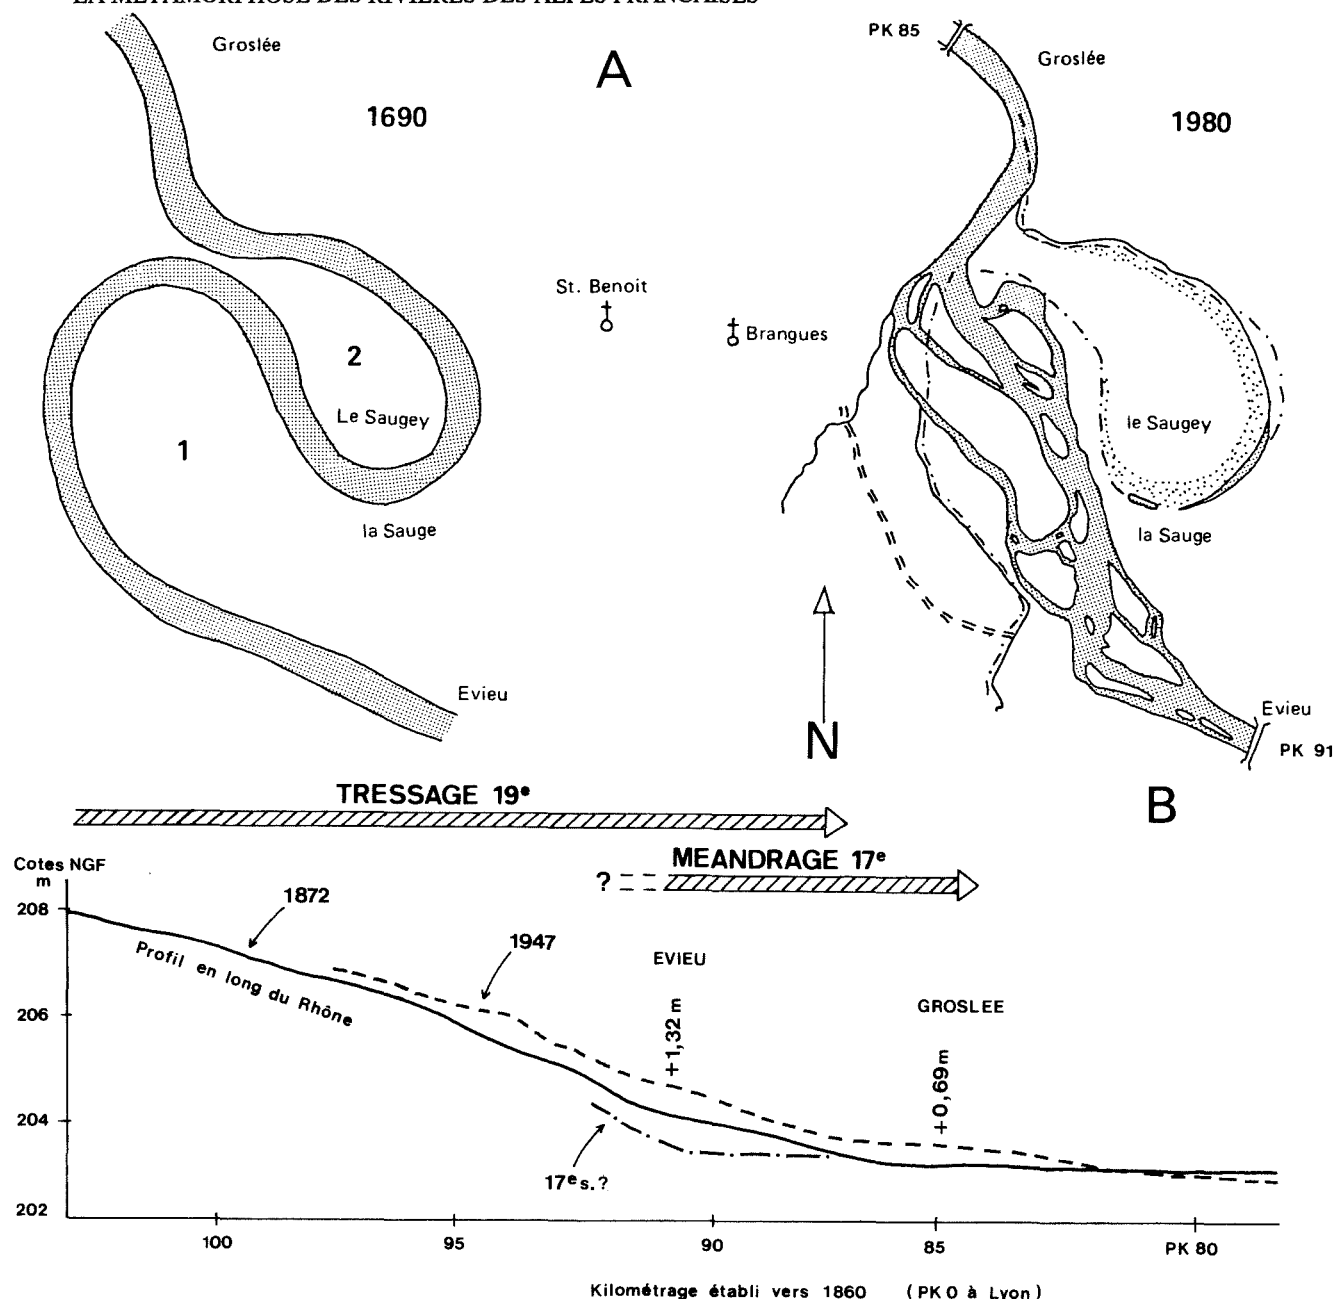 LA METAMORPHOSE DES RIVIERES DES ALPES FRANCAISES
Groslée
A
1690
2
Le Saugey
1
la Sauge
Evieu
St. Benoit
Brangues
PK 85
Groslée
1980
le Saugey
la Sauge
Evieu
PK 91
N
B
TRESSAGE 19e
MEANDRAGE 17e
?
Cotes NGF
m
208
206
204
202
1872
Profil en long du Rhône
1947
EVIEU
+1,32 m
GROSLEE
+0,69 m
17e s. ?
100
95
90
85
PK 80
Kilométrage établi vers 1860 (PK 0 à Lyon)